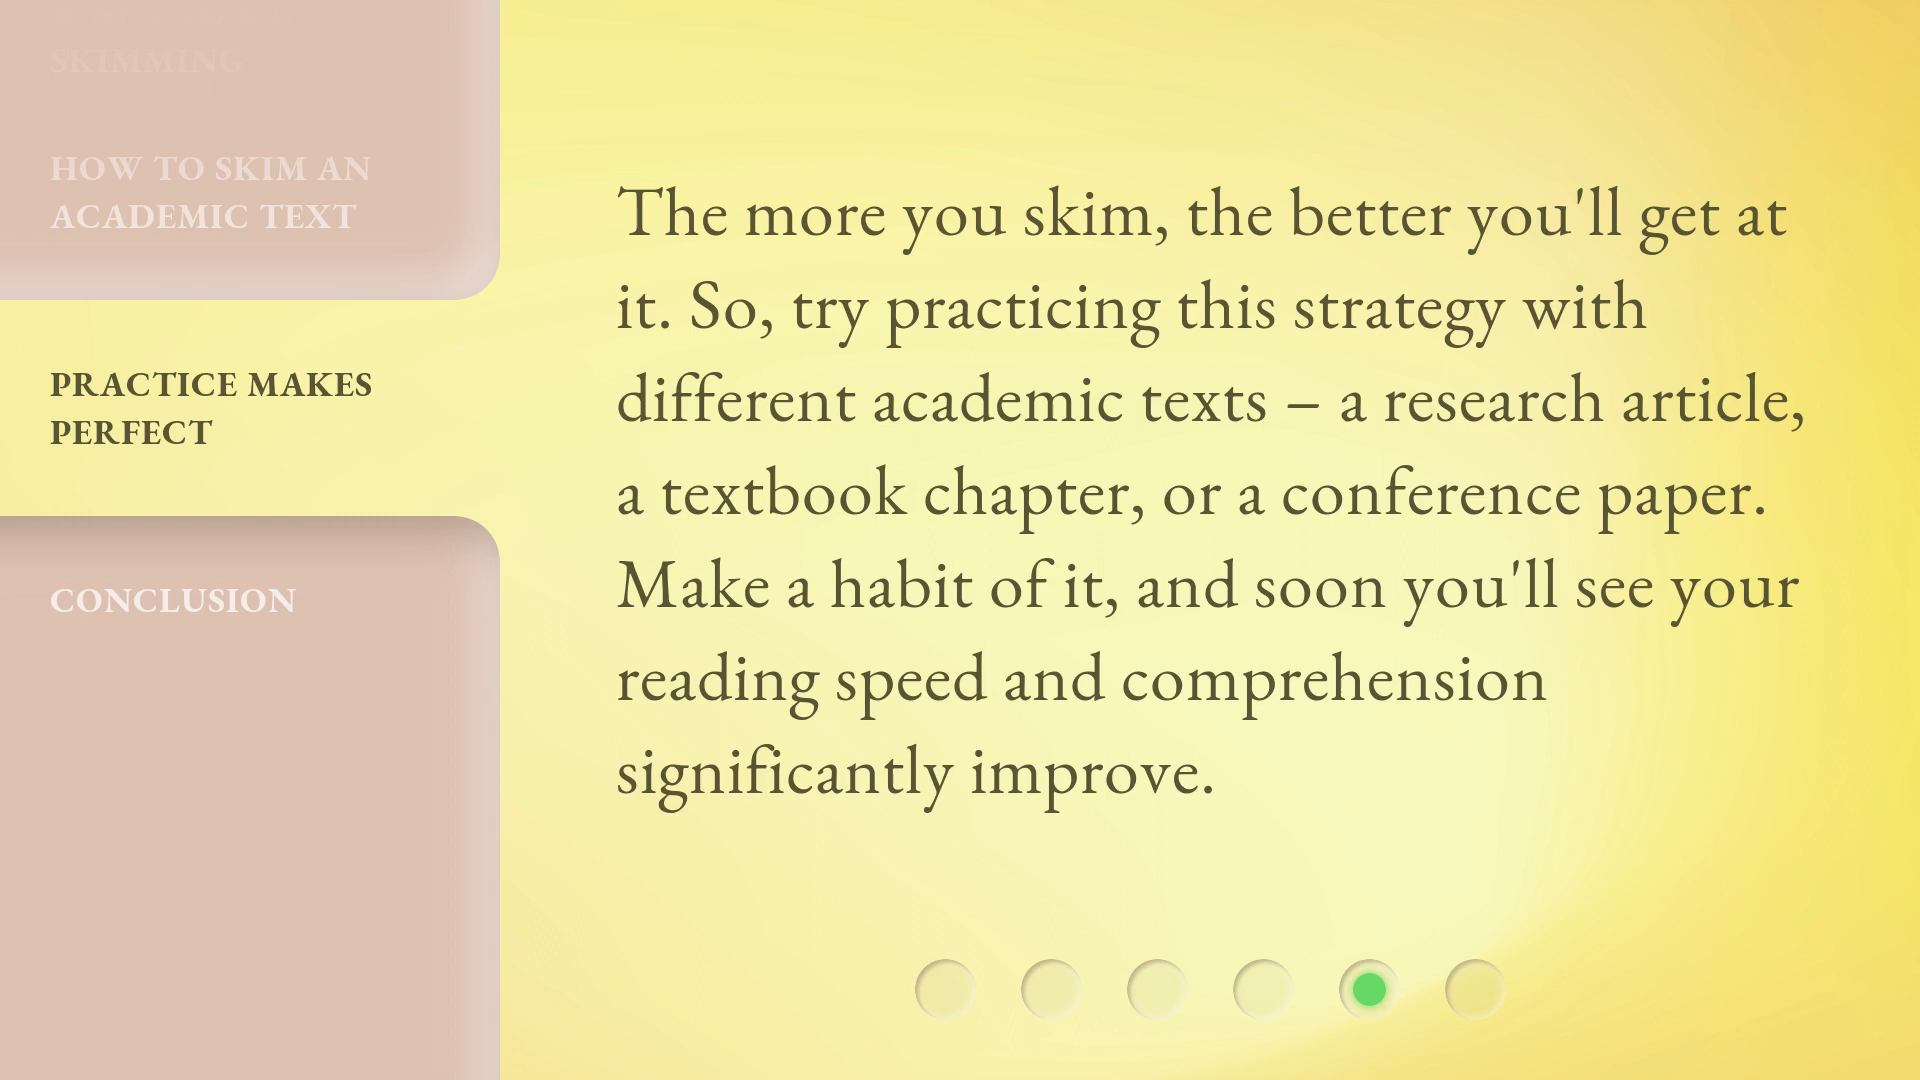 SKIMMING
HOW TO SKIM AN
ACADEMIC TEXT
PRACTICE MAKES
PERFECT
CONCLUSION
The more you skim, the better you'll get at
it. So, try practicing this strategy with
different academic texts – a research article,
a textbook chapter, or a conference paper.
Make a habit of it, and soon you'll see your
reading speed and comprehension
significantly improve.